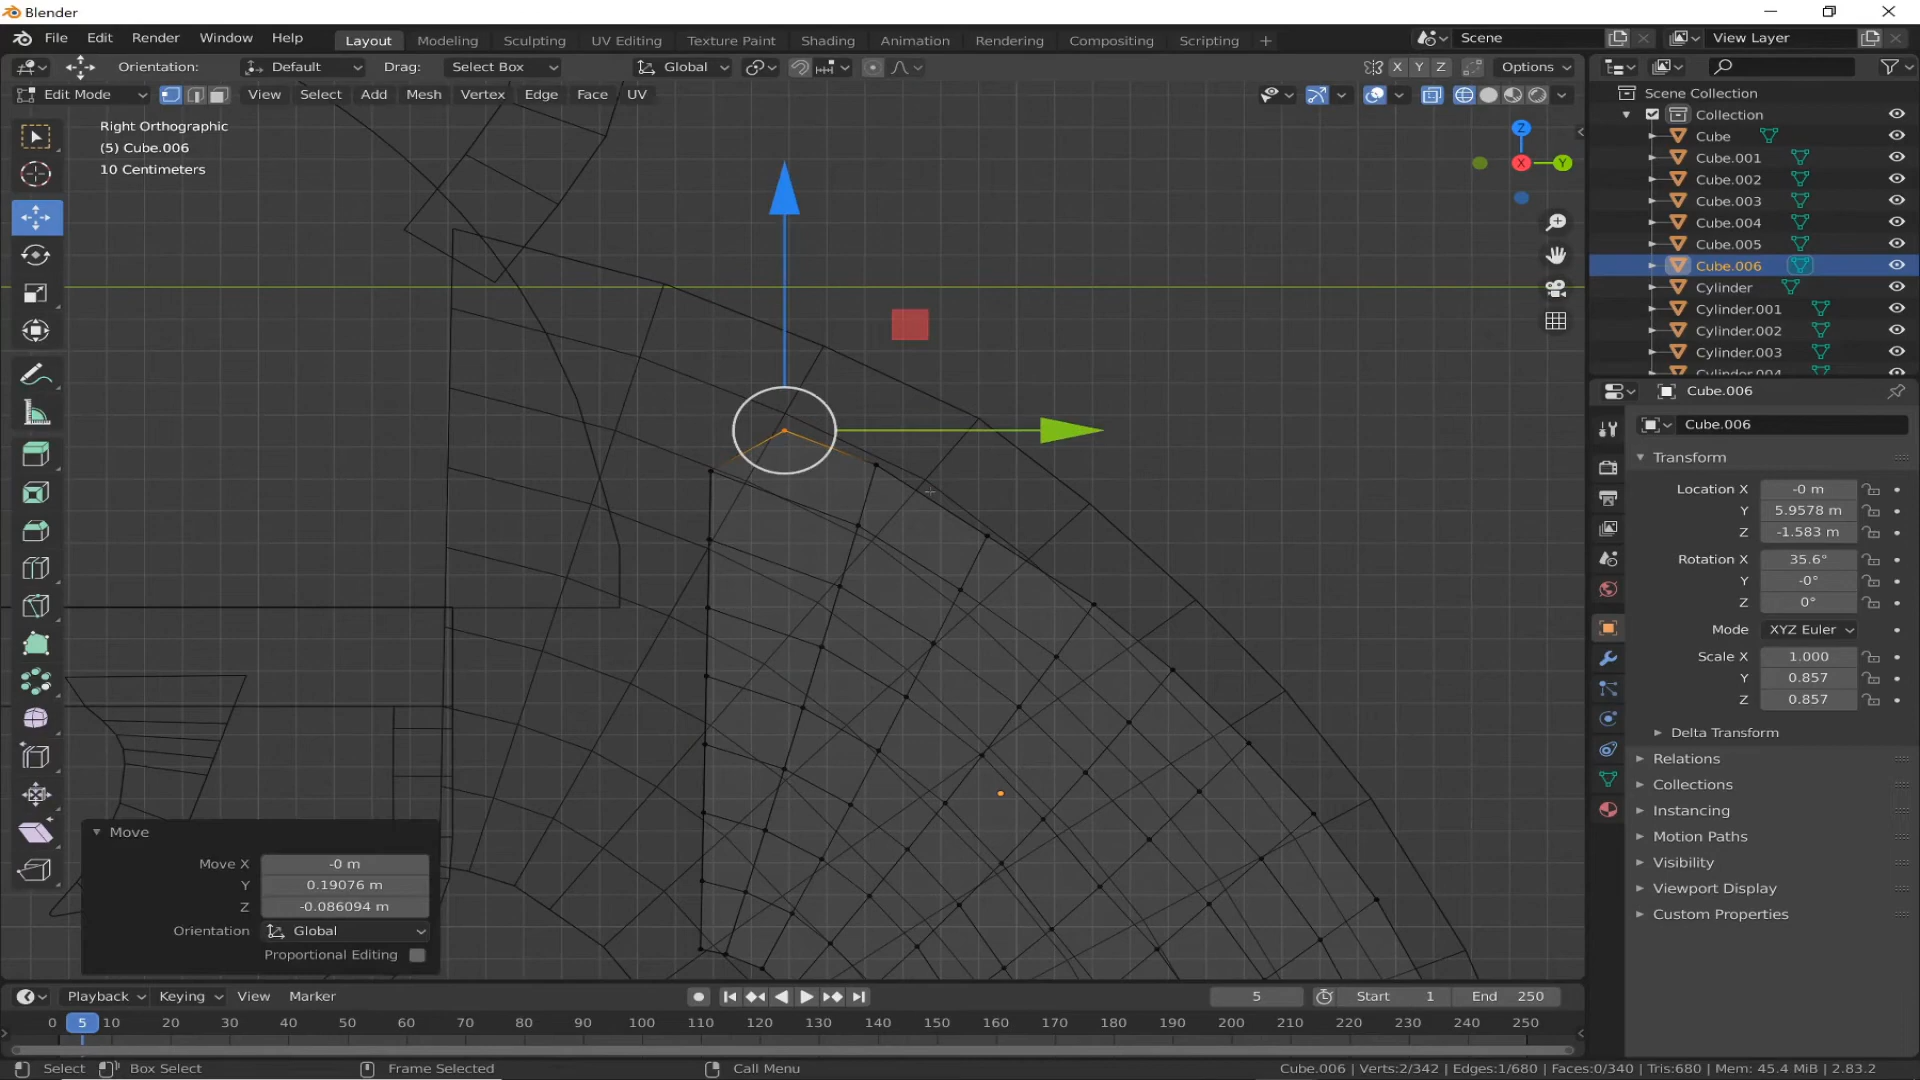 Blender
File Edit Render Window Help Layout Modeling Sculpting UV Editing Texture Paint Shading Animation Rendering Compositing Scripting + Scene View Layer
Orientation: Default Drag: Select Box Global X Y Z Options
Edit Mode View Select Add Mesh Vertex Edge Face UV
Right Orthographic
(5) Cube.006
10 Centimeters
Z
X
Y
Scene Collection
Collection
Cube
Cube.001
Cube.002
Cube.003
Cube.004
Cube.005
Cube.006
Cylinder
Cylinder.001
Cylinder.002
Cylinder.003
Cylinder.004
Cube.006
Cube.006
Transform
Location X -0 m
Y 5.9578 m
Z -1.583 m
Rotation X 35.6°
Y -0°
Z 0°
Mode XYZ Euler
Scale X 1.000
Y 0.857
Z 0.857
Delta Transform
Relations
Collections
Instancing
Motion Paths
Visibility
Viewport Display
Custom Properties
Move
Move X -0 m
Y 0.19076 m
Z -0.086094 m
Orientation Global
Proportional Editing
Playback Keying View Marker 5 Start 1 End 250
0 5 10 20 30 40 50 60 70 80 90 100 110 120 130 140 150 160 170 180 190 200 210 220 230 240 250
Select Box Select Frame Selected Call Menu Cube.006 | Verts:2/342 | Edges:1/680 | Faces:0/340 | Tris:680 | Mem: 45.4 MiB | 2.83.2